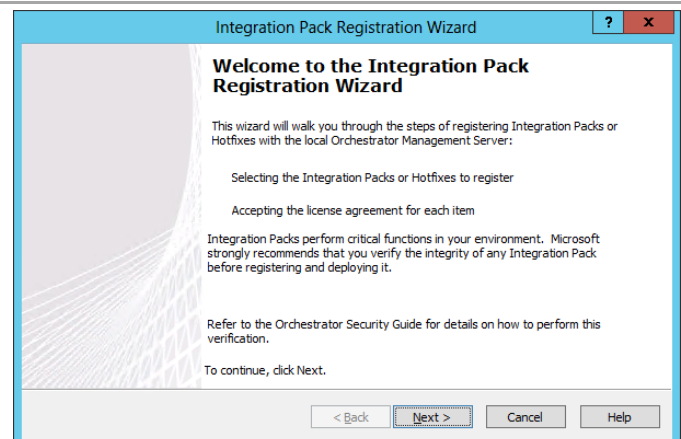 Integration Pack Registration Wizard
? x
Welcome to the Integration Pack
Registration Wizard
This wizard will walk you through the steps of registering Integration Packs or
Hotfixes with the local Orchestrator Management Server:
Selecting the Integration Packs or Hotfixes to register
Accepting the license agreement for each item
Integration Packs perform critical functions in your environment. Microsoft
strongly recommends that you verify the integrity of any Integration Pack
before registering and deploying it.
Refer to the Orchestrator Security Guide for details on how to perform this
verification.
To continue, click Next.
< Back Next > Cancel Help